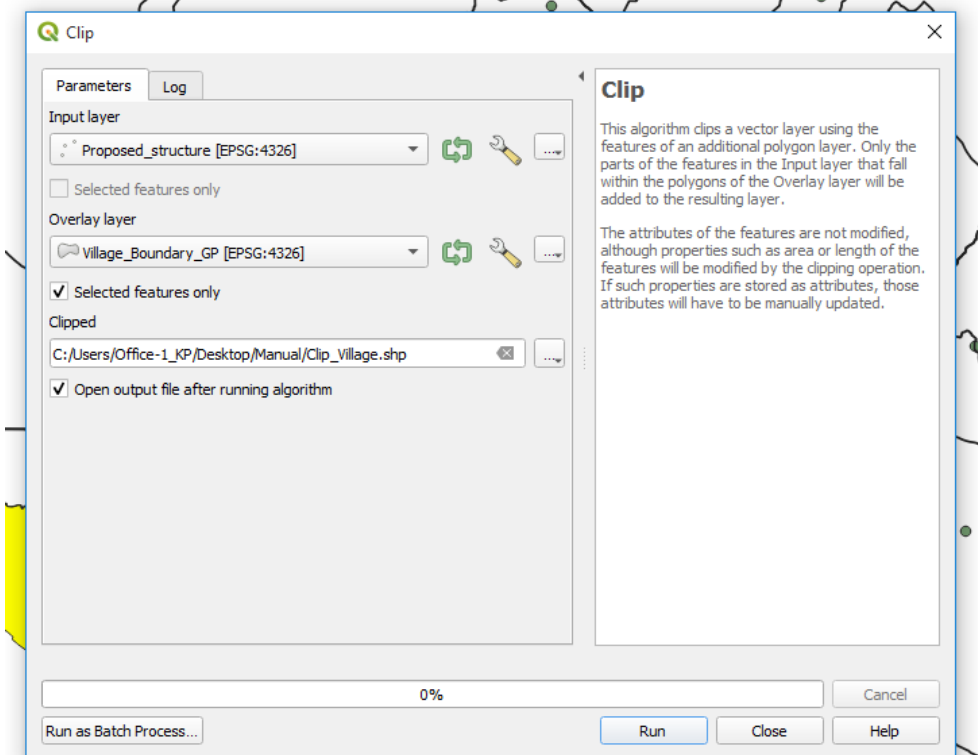 Clip
Parameters
Log
Input layer
Proposed_structure [EPSG:4326]
...
Selected features only
Overlay layer
Village_Boundary_GP [EPSG:4326]
...
Selected features only
Clipped
C:/Users/Office-1_KP/Desktop/Manual/Clip_Village.shp
...
Open output file after running algorithm
Clip
This algorithm clips a vector layer using the
features of an additional polygon layer. Only the
parts of the features in the Input layer that fall
within the polygons of the Overlay layer will be
added to the resulting layer.
The attributes of the features are not modified,
although properties such as area or length of the
features will be modified by the clipping operation.
If such properties are stored as attributes, those
attributes will have to be manually updated.
0%
Cancel
Run as Batch Process...
Run
Close
Help